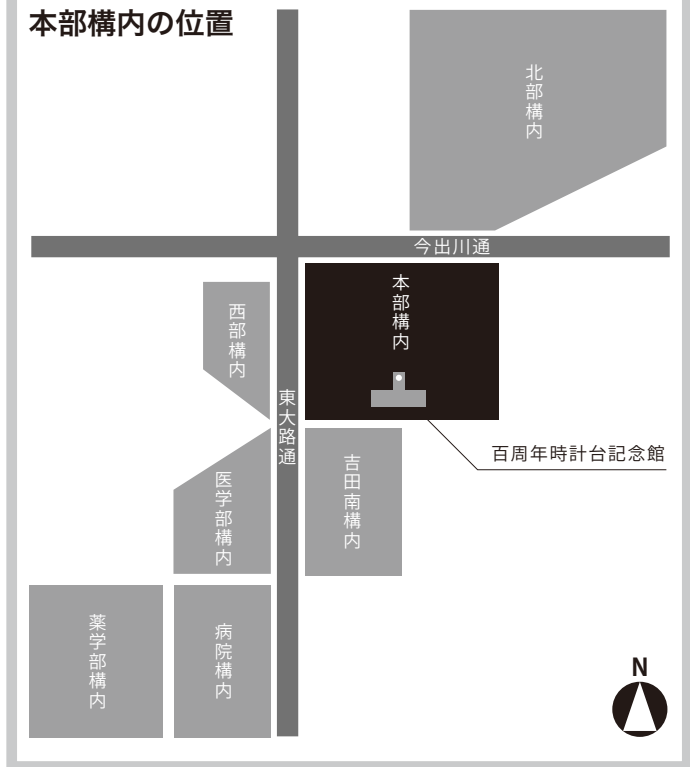 本部構内の位置
北部構内
今出川通
本部構内
西部構内
東大路通
百周年時計台記念館
吉田南構内
医学部構内
薬学部構内
病院構内
N